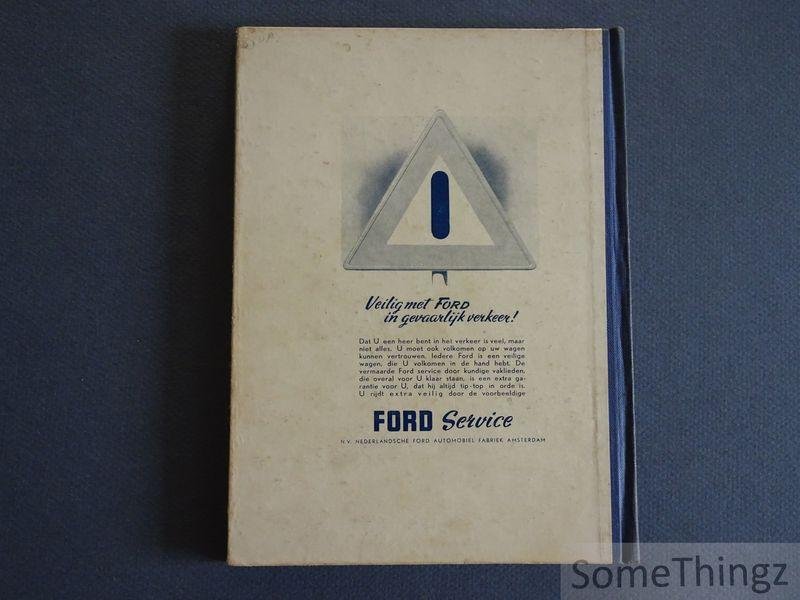 Veilig met FORD
in gevaarlijk verkeer!
Dat U een heer bent in het verkeer is veel, maar
niet alles. U moet ook volkomen op uw wagen
kunnen vertrouwen. Iedere Ford is een veilige
wagen, die U volkomen in de hand hebt. De
vermaarde Ford service door kundige vaklieden,
die overal voor U klaar staan, is een extra ga-
rantie voor U, dat hij altijd tip-top in orde is.
U rijdt extra veilig door de voorbeeldige
FORD Service
N.V. NEDERLANDSCHE FORD AUTOMOBIEL FABRIEK AMSTERDAM
SomeThingz